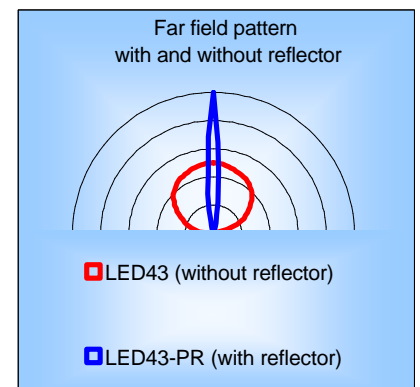 Far field pattern
with and without reflector
LED43 (without reflector)
LED43-PR (with reflector)